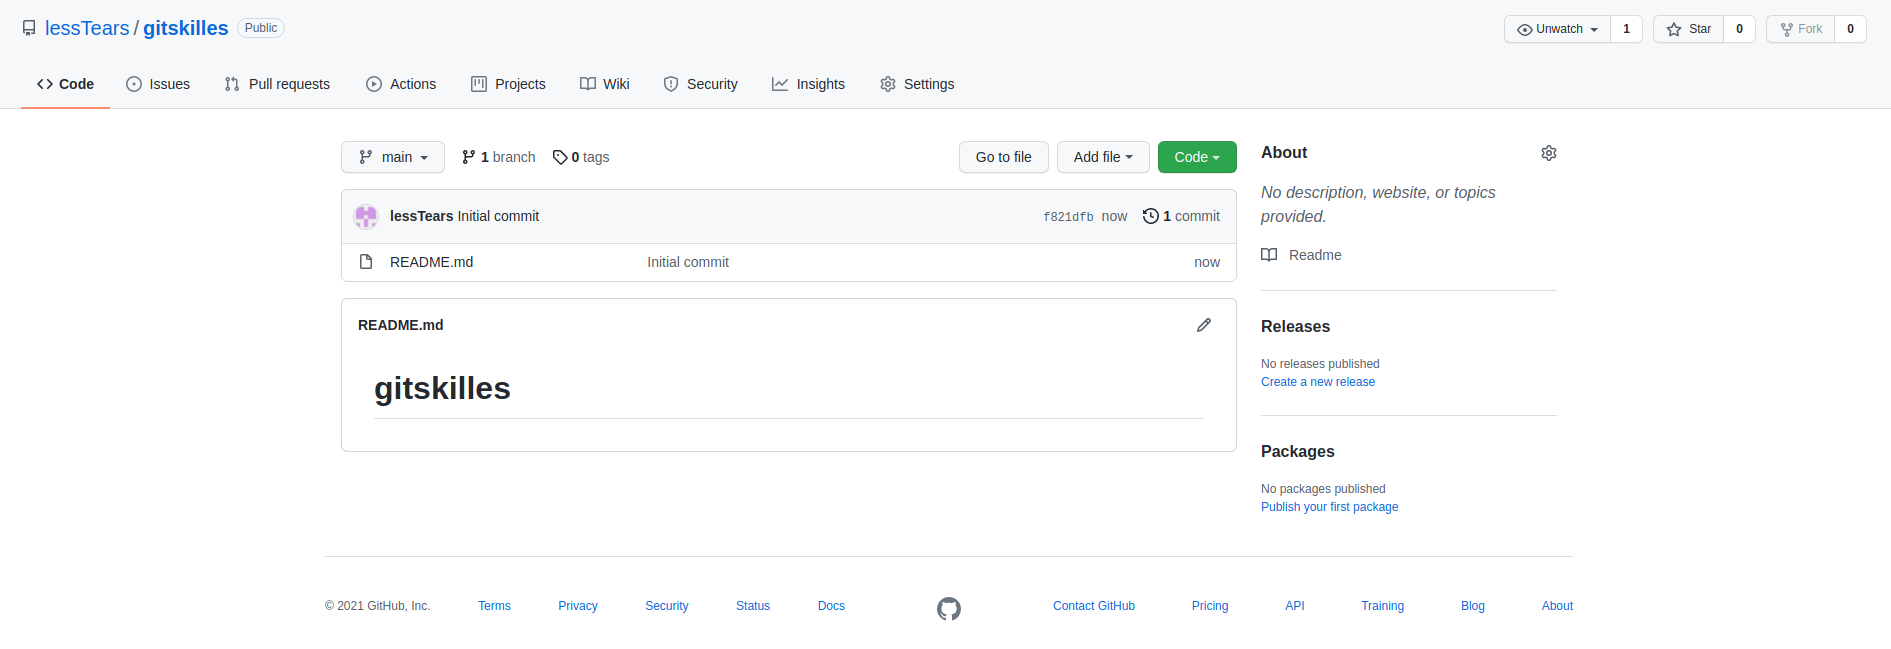 lessTears / gitskilles Public
Unwatch 1 Star 0 Fork 0
Code Issues Pull requests Actions Projects Wiki Security Insights Settings
main 1 branch 0 tags Go to file Add file Code
lessTears Initial commit f821dfb now 1 commit
README.md Initial commit now
README.md
gitskilles
About
No description, website, or topics
provided.
Readme
Releases
No releases published
Create a new release
Packages
No packages published
Publish your first package
© 2021 GitHub, Inc. Terms Privacy Security Status Docs Contact GitHub Pricing API Training Blog About